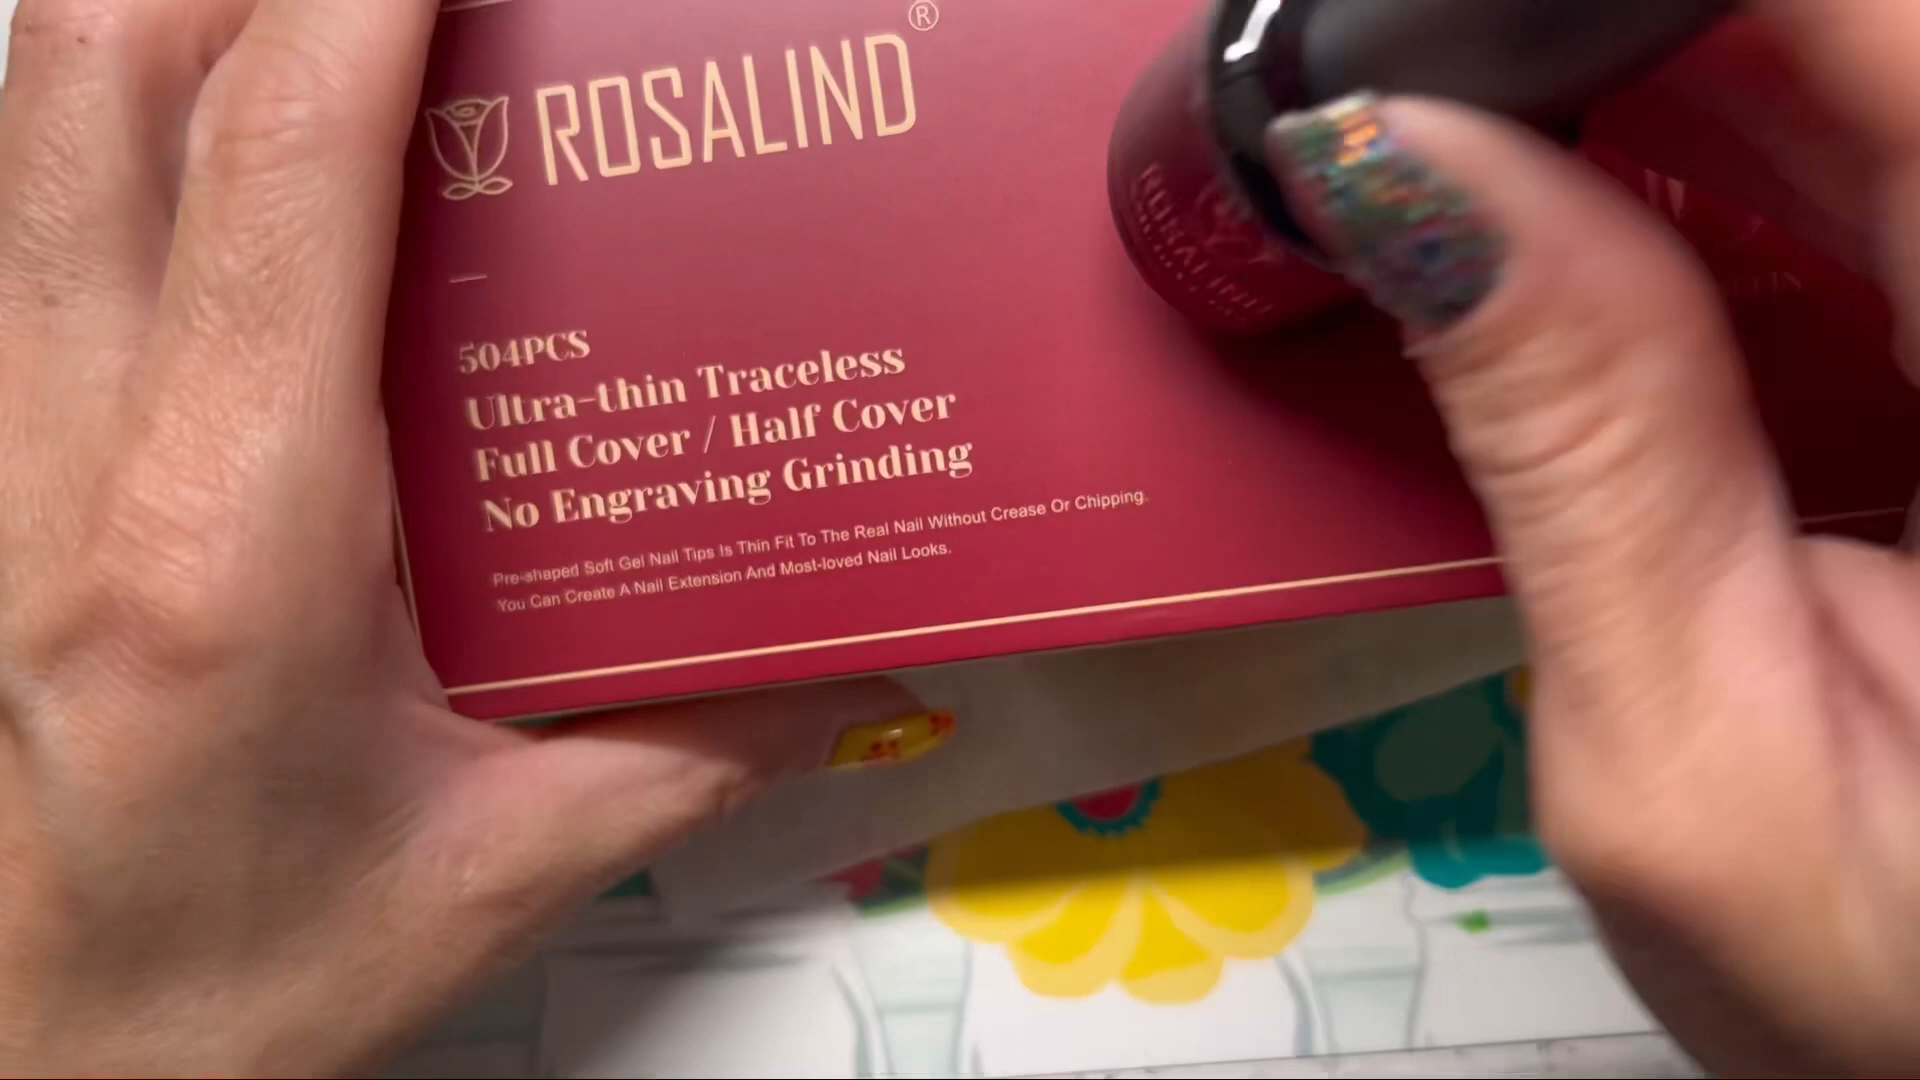 ROSALIND®
504PCS
Ultra-thin Traceless
Full Cover / Half Cover
No Engraving Grinding
Pre-shaped Soft Gel Nail Tips Is Thin Fit To The Real Nail Without Crease Or Chipping.
You Can Create A Nail Extension And Most-loved Nail Looks.